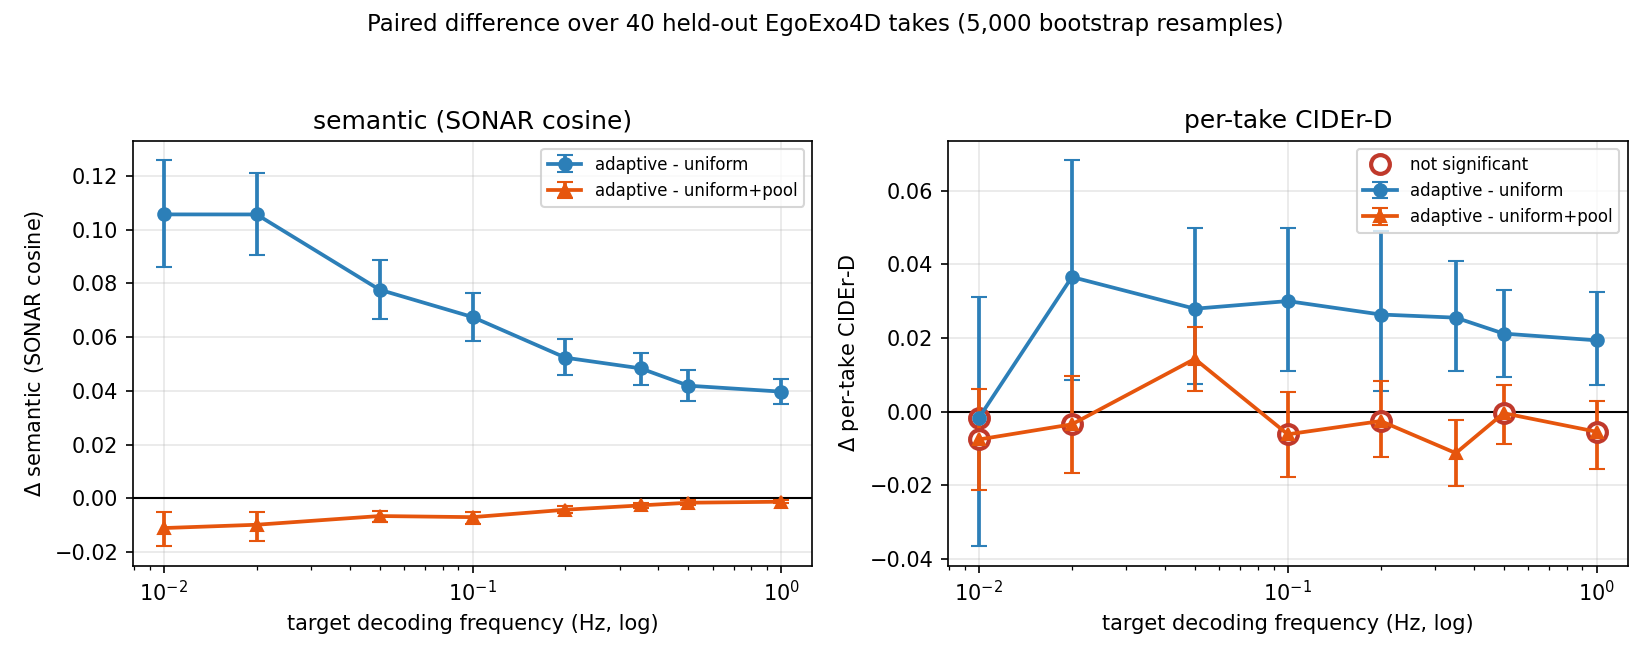 Paired difference over 40 held-out EgoExo4D takes (5,000 bootstrap resamples)
semantic (SONAR cosine)
adaptive - uniform
adaptive - uniform+pool
0.12
0.10
0.08
0.06
0.04
0.02
0.00
−0.02
Δ semantic (SONAR cosine)
10⁻²
10⁻¹
10⁰
target decoding frequency (Hz, log)
per-take CIDEr-D
not significant
adaptive - uniform
adaptive - uniform+pool
0.06
0.04
0.02
0.00
−0.02
−0.04
Δ per-take CIDEr-D
10⁻²
10⁻¹
10⁰
target decoding frequency (Hz, log)